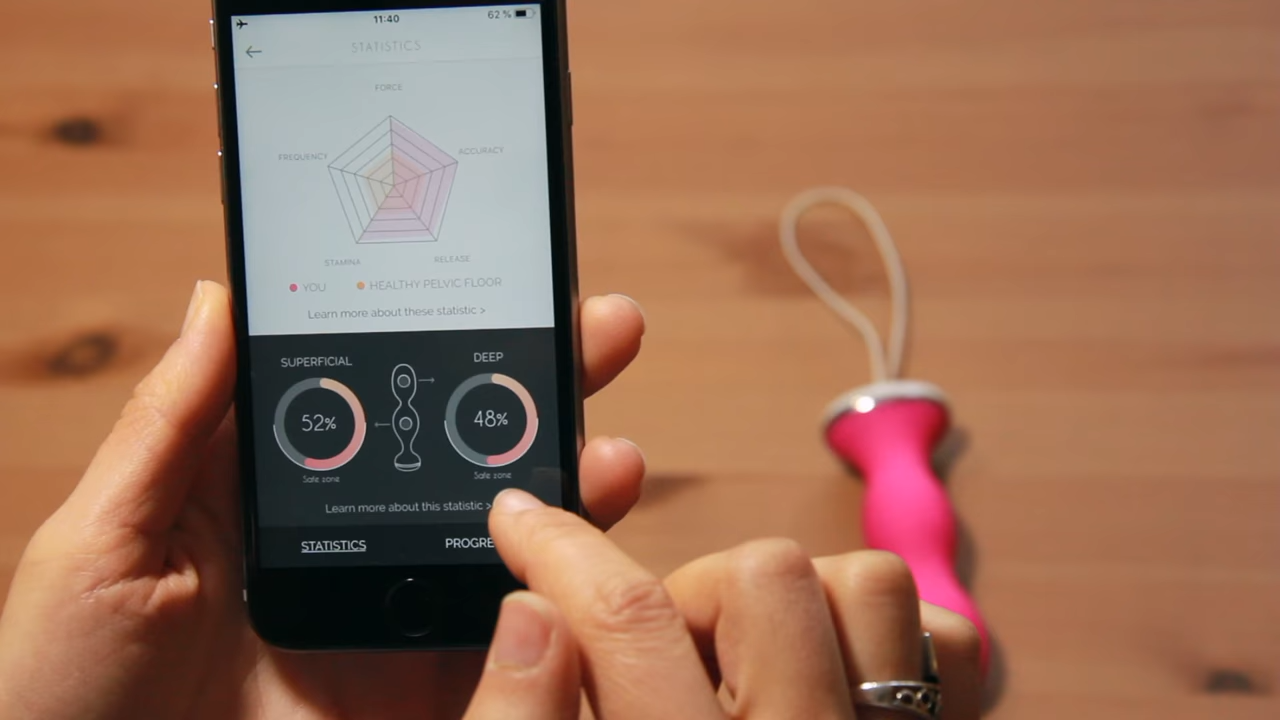 11:40
62%
STATISTICS
FORCE
FREQUENCY
ACCURACY
STAMINA
RELEASE
YOU
HEALTHY PELVIC FLOOR
Learn more about these statistic >
SUPERFICIAL
DEEP
52%
48%
Safe zone
Safe zone
Learn more about this statistic >
STATISTICS
PROGRE